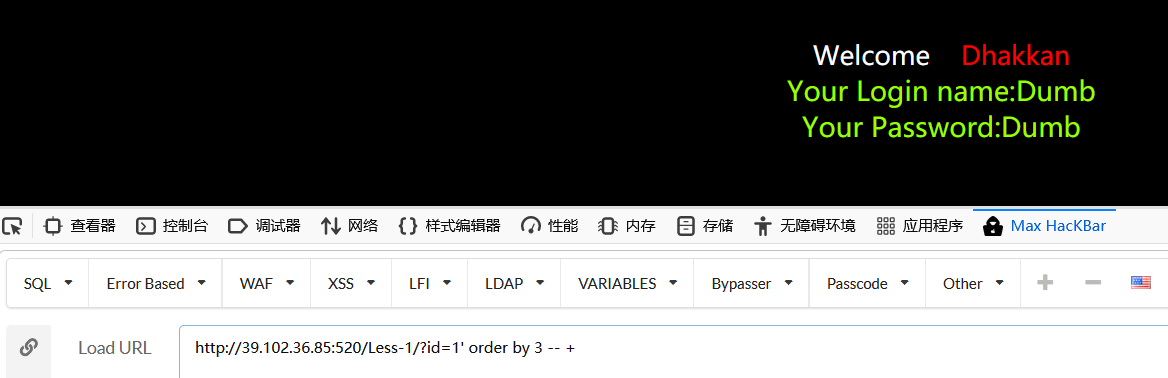 Welcome Dhakkan
Your Login name:Dumb
Your Password:Dumb
查看器 控制台 调试器 网络 样式编辑器 性能 内存 存储 无障碍环境 应用程序 Max HacKBar
SQL Error Based WAF XSS LFI LDAP VARIABLES Bypasser Passcode Other
Load URL http://39.102.36.85:520/Less-1/?id=1' order by 3 -- +